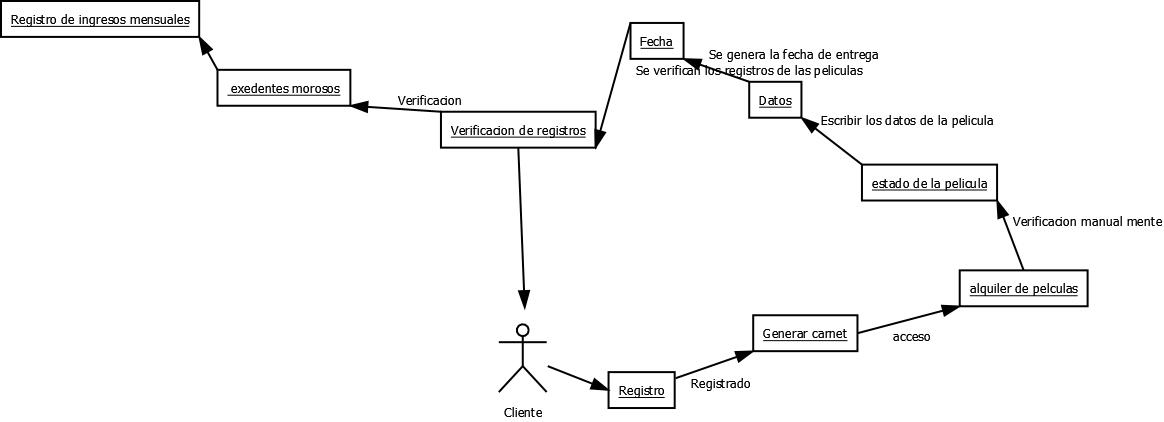 Registro de ingresos mensuales
Fecha
Se genera la fecha de entrega
Se verifican los registros de las peliculas
exedentes morosos
Datos
Verificacion
Verificacion de registros
Escribir los datos de la pelicula
estado de la pelicula
Verificacion manual mente
alquiler de pelculas
Generar carnet
acceso
Registro
Registrado
Cliente